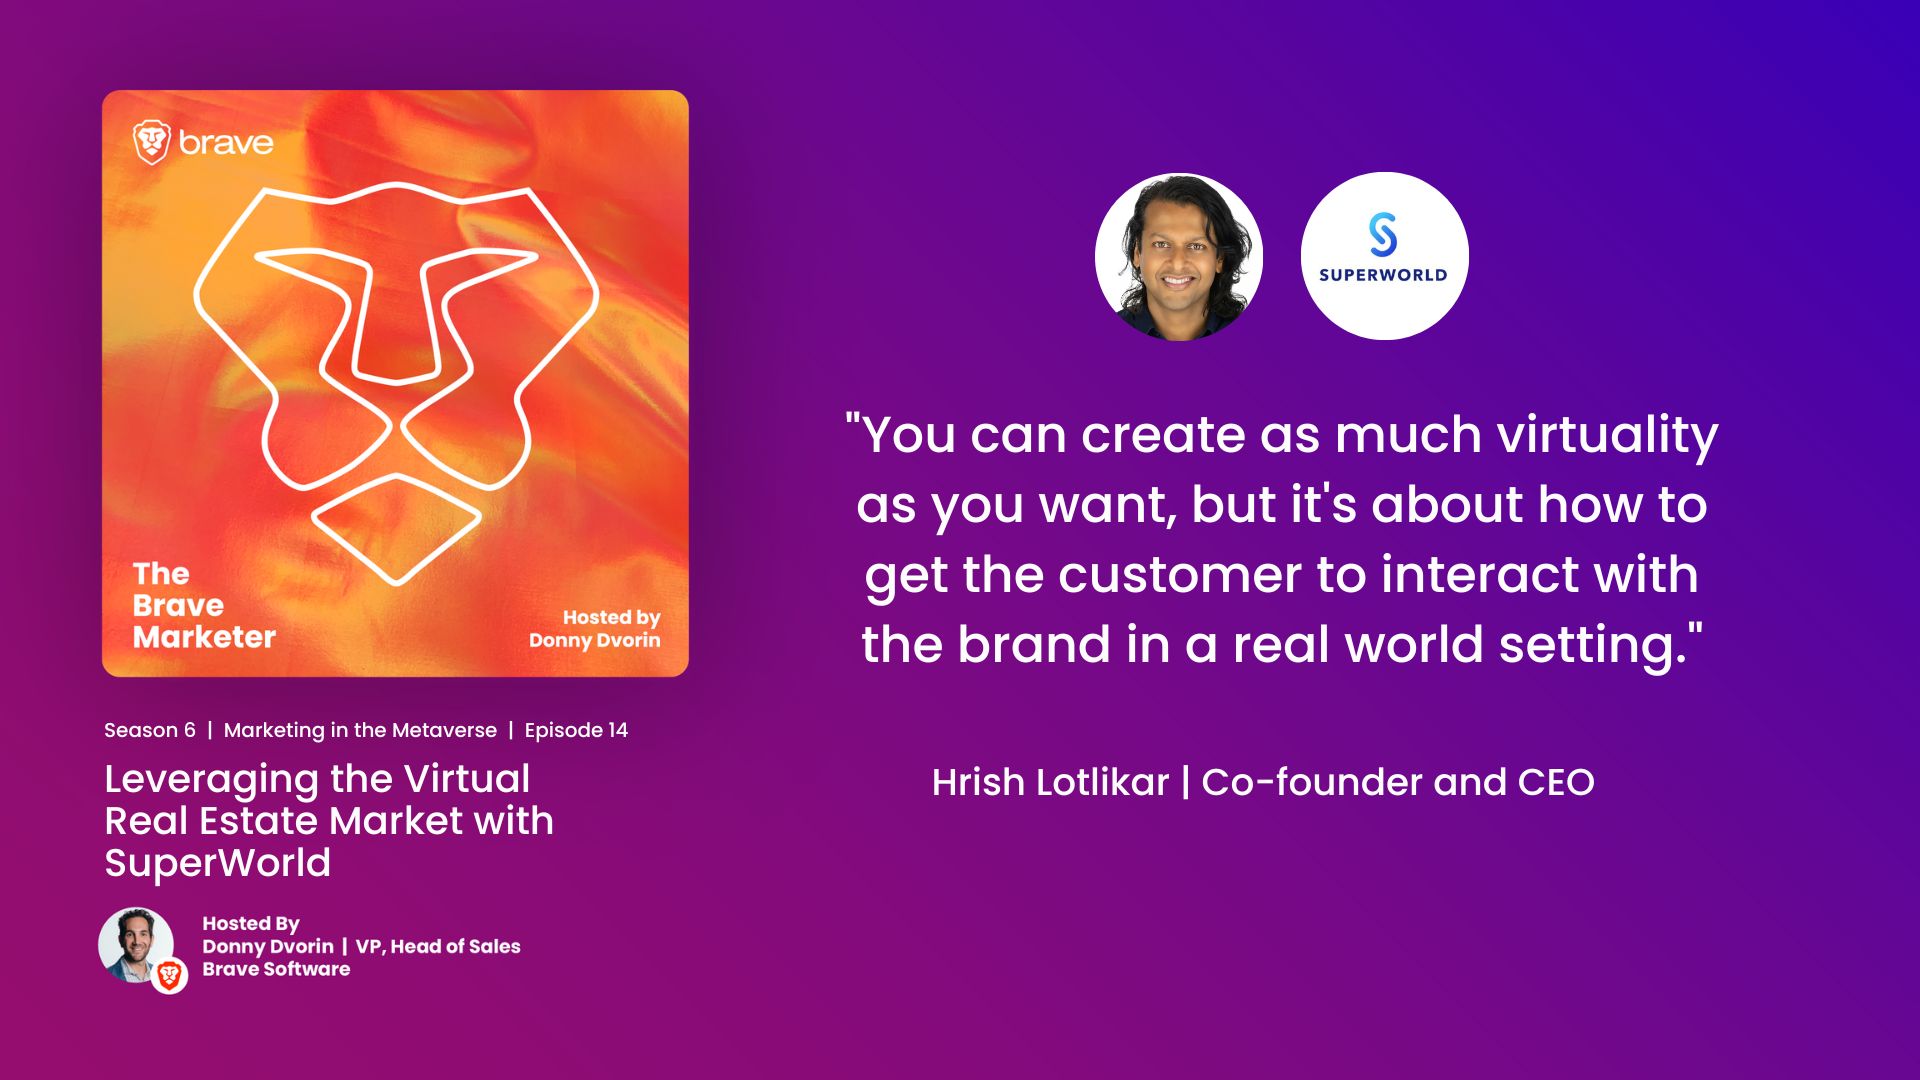 brave
The
Brave
Marketer
Hosted by
Donny Dvorin
Season 6 | Marketing in the Metaverse | Episode 14
Leveraging the Virtual
Real Estate Market with
SuperWorld
Hosted By
Donny Dvorin | VP, Head of Sales
Brave Software
SUPERWORLD
"You can create as much virtuality
as you want, but it's about how to
get the customer to interact with
the brand in a real world setting."
Hrish Lotlikar | Co-founder and CEO